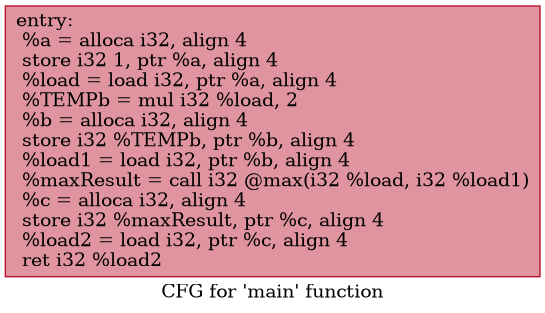 entry:
%a = alloca i32, align 4
store i32 1, ptr %a, align 4
%load = load i32, ptr %a, align 4
%TEMPb = mul i32 %load, 2
%b = alloca i32, align 4
store i32 %TEMPb, ptr %b, align 4
%load1 = load i32, ptr %b, align 4
%maxResult = call i32 @max(i32 %load, i32 %load1)
%c = alloca i32, align 4
store i32 %maxResult, ptr %c, align 4
%load2 = load i32, ptr %c, align 4
ret i32 %load2
CFG for 'main' function